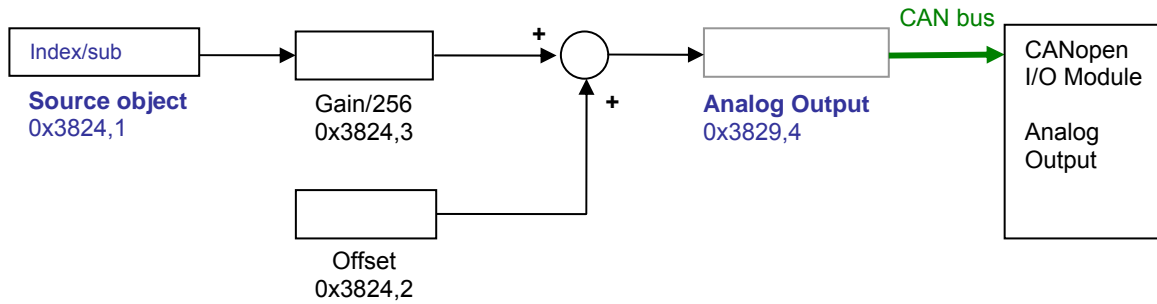 CAN bus
Index/sub
Source object
0x3824,1
+
Gain/256
0x3824,3
+
Analog Output
0x3829,4
CANopen
I/O Module
Analog
Output
Offset
0x3824,2